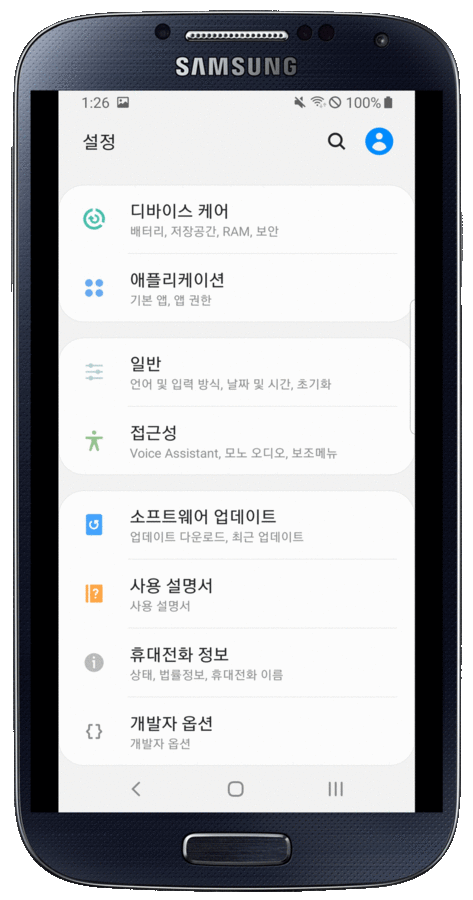 SAMSUNG
1:26 100%
설정
디바이스 케어
배터리, 저장공간, RAM, 보안
애플리케이션
기본 앱, 앱 권한
일반
언어 및 입력 방식, 날짜 및 시간, 초기화
접근성
Voice Assistant, 모노 오디오, 보조메뉴
소프트웨어 업데이트
업데이트 다운로드, 최근 업데이트
사용 설명서
사용 설명서
휴대전화 정보
상태, 법률정보, 휴대전화 이름
개발자 옵션
개발자 옵션